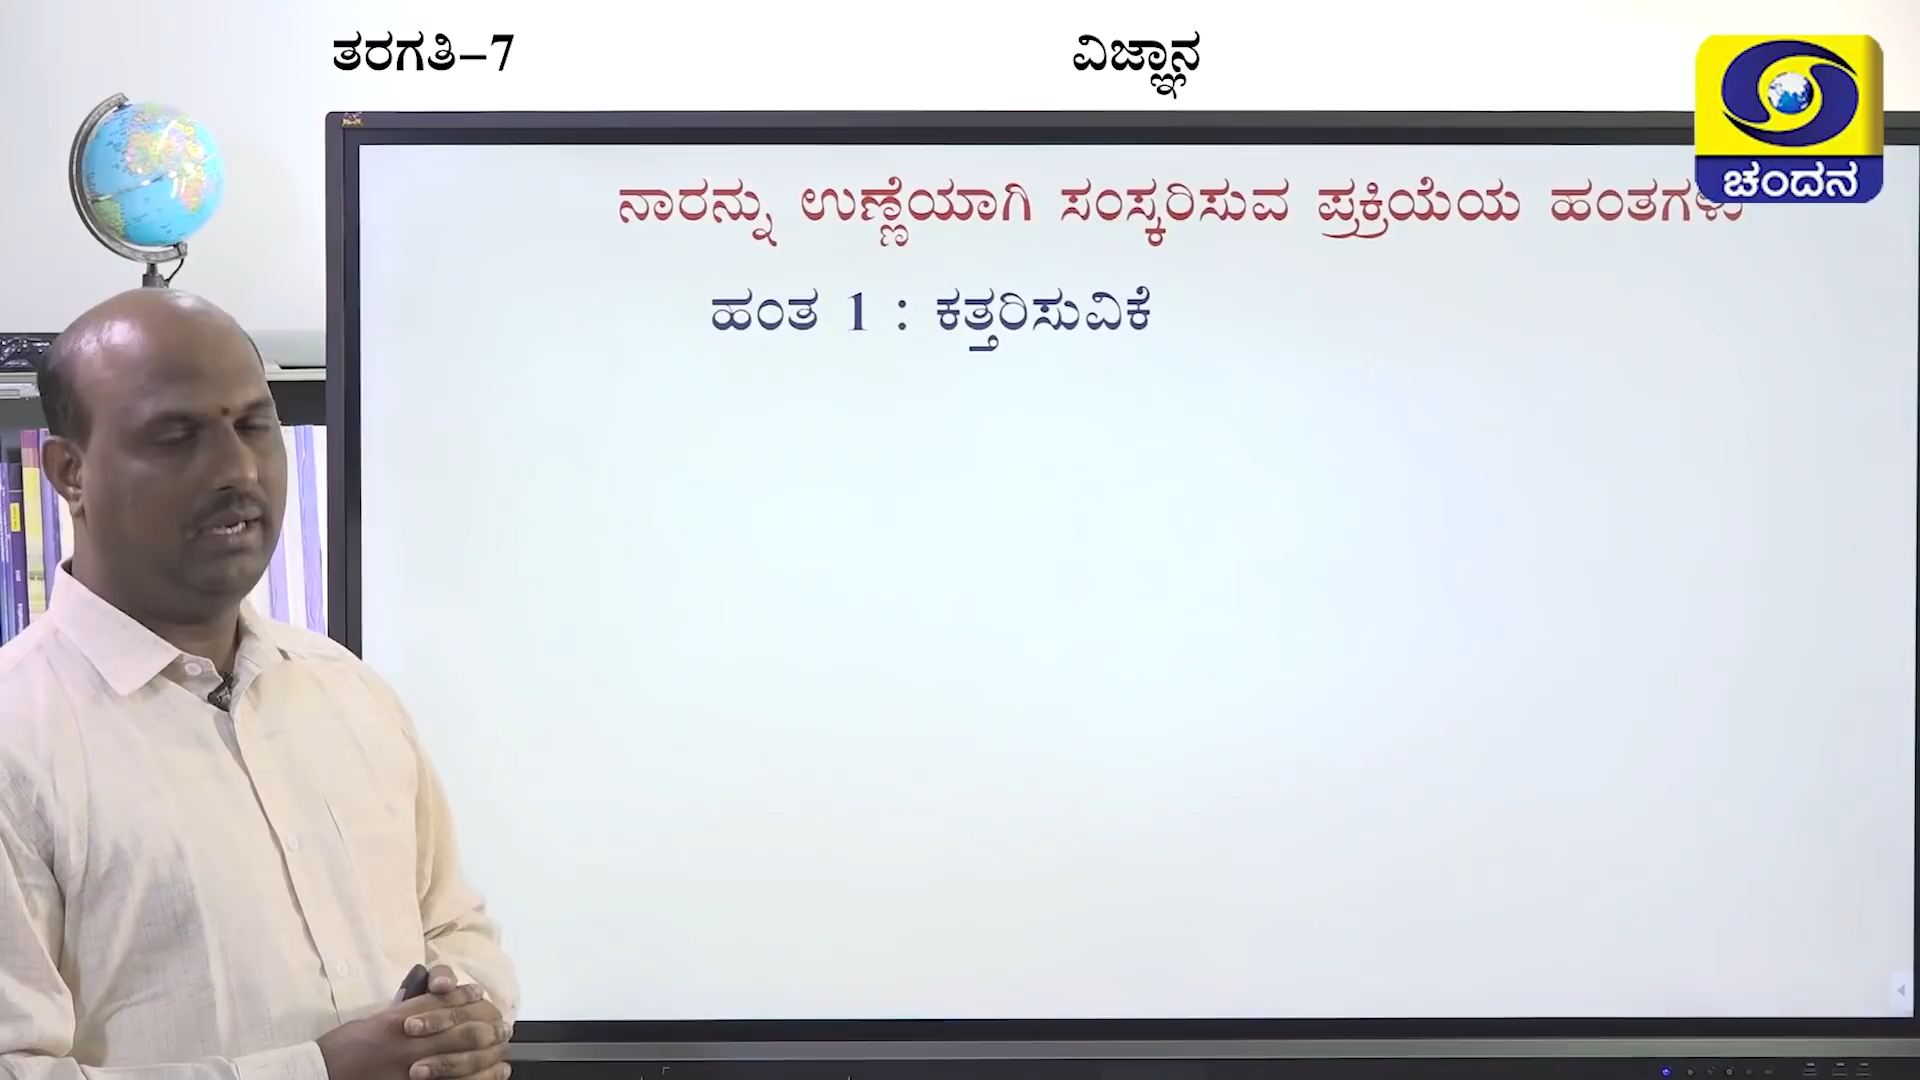 ತರಗತಿ–7
ವಿಜ್ಞಾನ
ಚಂದನ
ನಾರನ್ನು ಉಣ್ಣೆಯಾಗಿ ಸಂಸ್ಕರಿಸುವ ಪ್ರಕ್ರಿಯೆಯ ಹಂತಗಳು
ಹಂತ 1 : ಕತ್ತರಿಸುವಿಕೆ